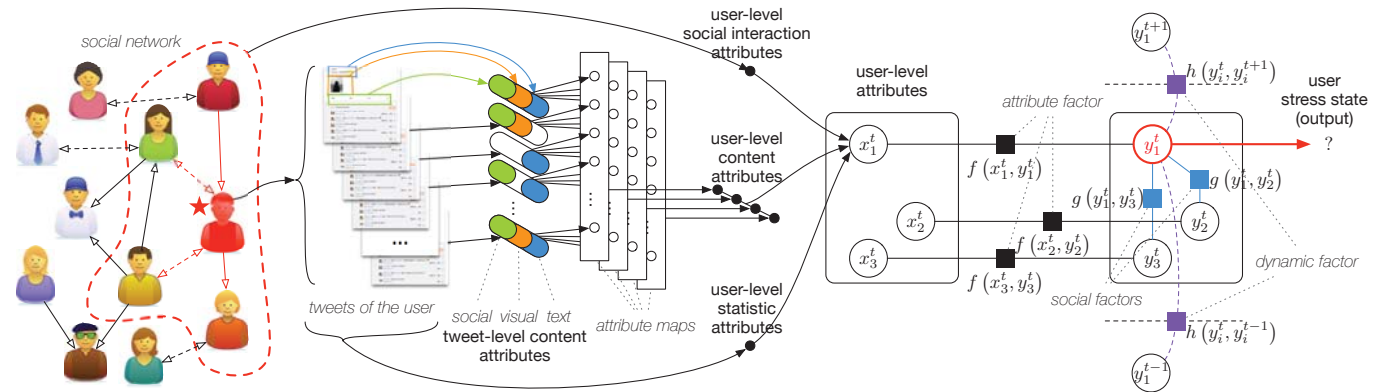 social network
tweets of the user
social visual text
tweet-level content
attributes
attribute maps
user-level
social interaction
attributes
user-level
content
attributes
user-level
statistic
attributes
user-level
attributes
attribute factor
x_1^t
x_2^t
x_3^t
f(x_1^t, y_1^t)
f(x_2^t, y_2^t)
f(x_3^t, y_3^t)
y_1^{t+1}
h(y_i^t, y_i^{t+1})
y_1^t
g(y_1^t, y_2^t)
g(y_1^t, y_3^t)
y_2^t
y_3^t
social factors
dynamic factor
h(y_i^t, y_i^{t-1})
y_1^{t-1}
user
stress state
(output)
?